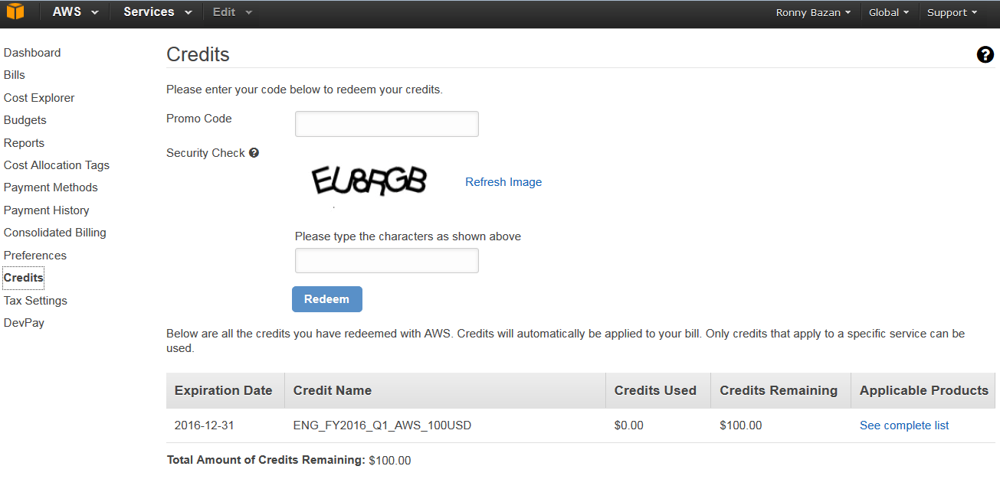 AWS Services Edit Ronny Bazan Global Support
Dashboard
Bills
Cost Explorer
Budgets
Reports
Cost Allocation Tags
Payment Methods
Payment History
Consolidated Billing
Preferences
Credits
Tax Settings
DevPay
Credits
Please enter your code below to redeem your credits.
Promo Code
Security Check
EU8RGB
Refresh Image
Please type the characters as shown above
Redeem
Below are all the credits you have redeemed with AWS. Credits will automatically be applied to your bill. Only credits that apply to a specific service can be
used.
Expiration Date Credit Name Credits Used Credits Remaining Applicable Products
2016-12-31 ENG_FY2016_Q1_AWS_100USD $0.00 $100.00 See complete list
Total Amount of Credits Remaining: $100.00